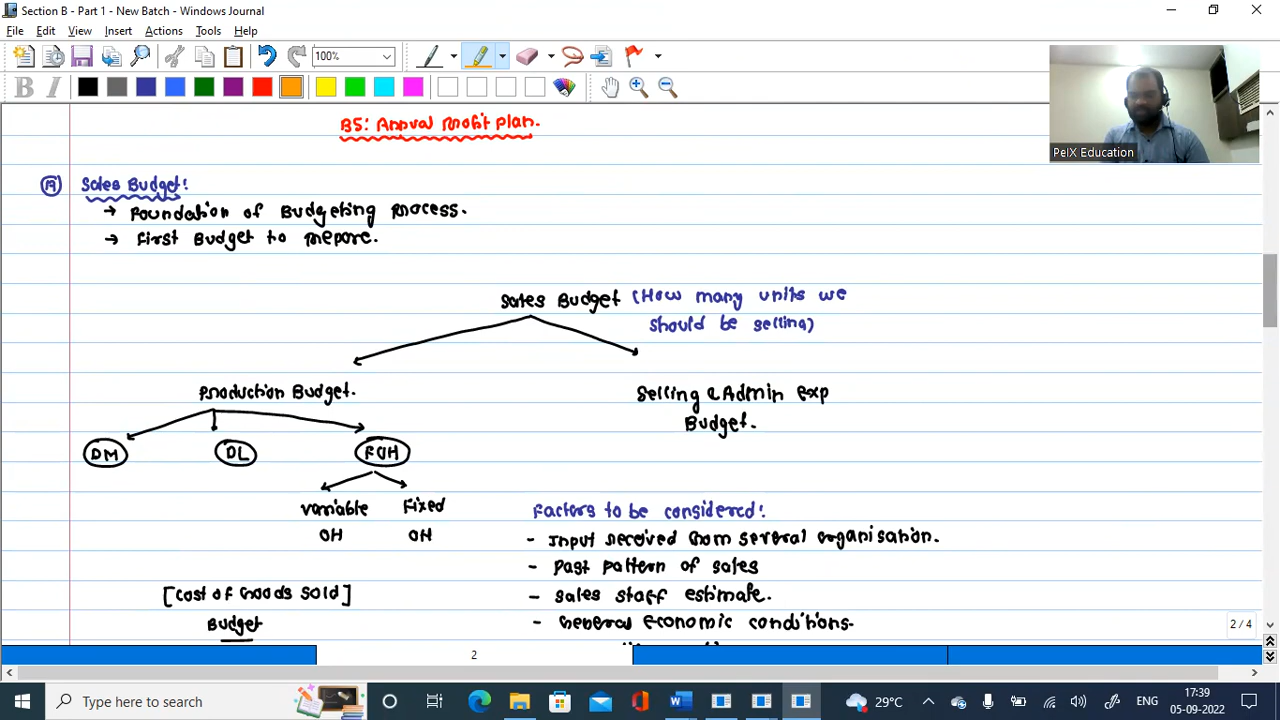 Section B - Part 1 - New Batch - Windows Journal
File Edit View Insert Actions Tools Help
100%
B I
PelX Education
B5: Annual Profit Plan.
(A) Sales Budget:
→ Foundation of Budgeting Process.
→ First Budget to Prepare.
Sales Budget (How many units we
should be selling)
Production Budget.
Selling & Admin exp
Budget.
DM DL FOH
Variable Fixed
OH OH
Factors to be considered:
- Input received from several organisation.
- Past pattern of sales
- Sales staff estimate.
- General economic conditions.
[Cost of Goods Sold]
Budget
2 / 4
2
Type here to search
29°C
ENG
17:39
05-09-2022